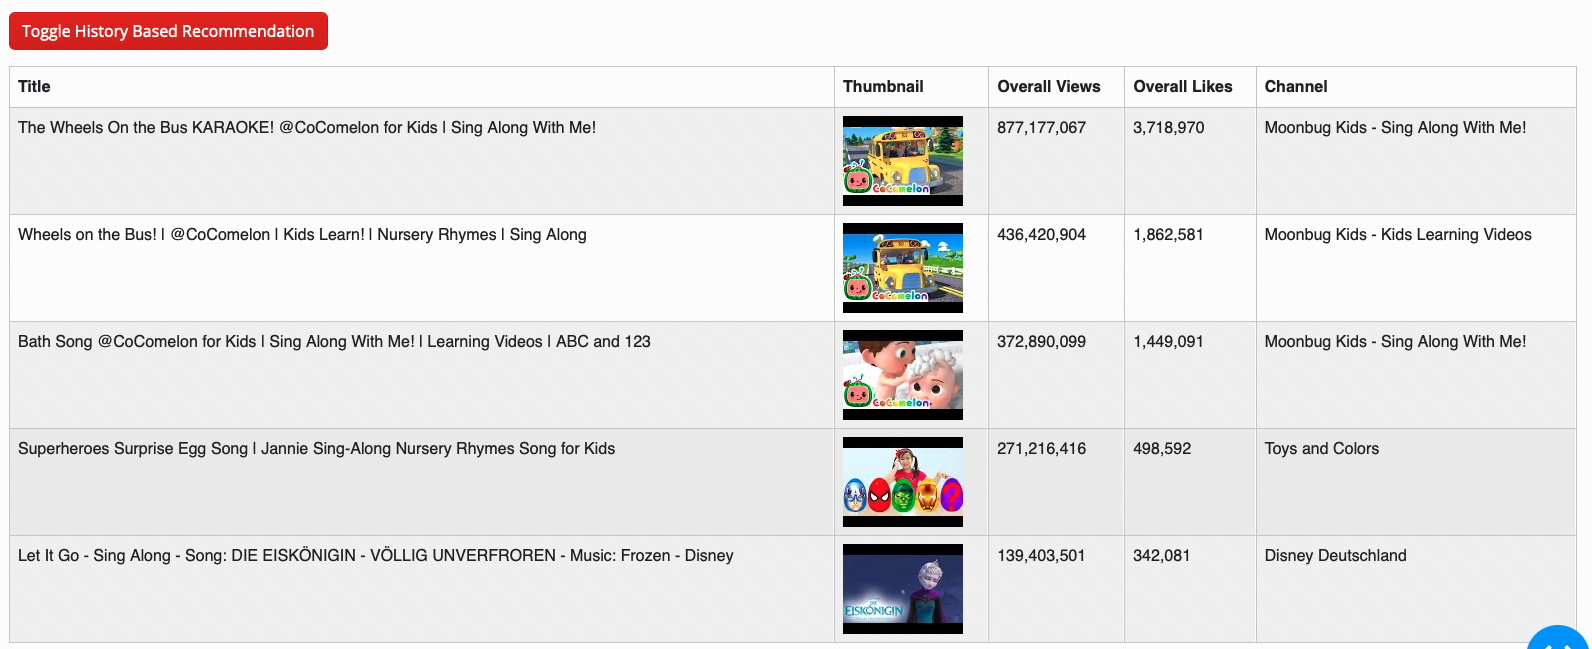 Toggle History Based Recommendation
Title Thumbnail Overall Views Overall Likes Channel
The Wheels On the Bus KARAOKE! @CoComelon for Kids | Sing Along With Me! 877,177,067 3,718,970 Moonbug Kids - Sing Along With Me!
CoComelon
Wheels on the Bus! | @CoComelon | Kids Learn! | Nursery Rhymes | Sing Along 436,420,904 1,862,581 Moonbug Kids - Kids Learning Videos
CoComelon
Bath Song @CoComelon for Kids | Sing Along With Me! | Learning Videos | ABC and 123 372,890,099 1,449,091 Moonbug Kids - Sing Along With Me!
CoComelon
Superheroes Surprise Egg Song | Jannie Sing-Along Nursery Rhymes Song for Kids 271,216,416 498,592 Toys and Colors
?
Let It Go - Sing Along - Song: DIE EISKÖNIGIN - VÖLLIG UNVERFROREN - Music: Frozen - Disney 139,403,501 342,081 Disney Deutschland
DIE
EISKÖNIGIN